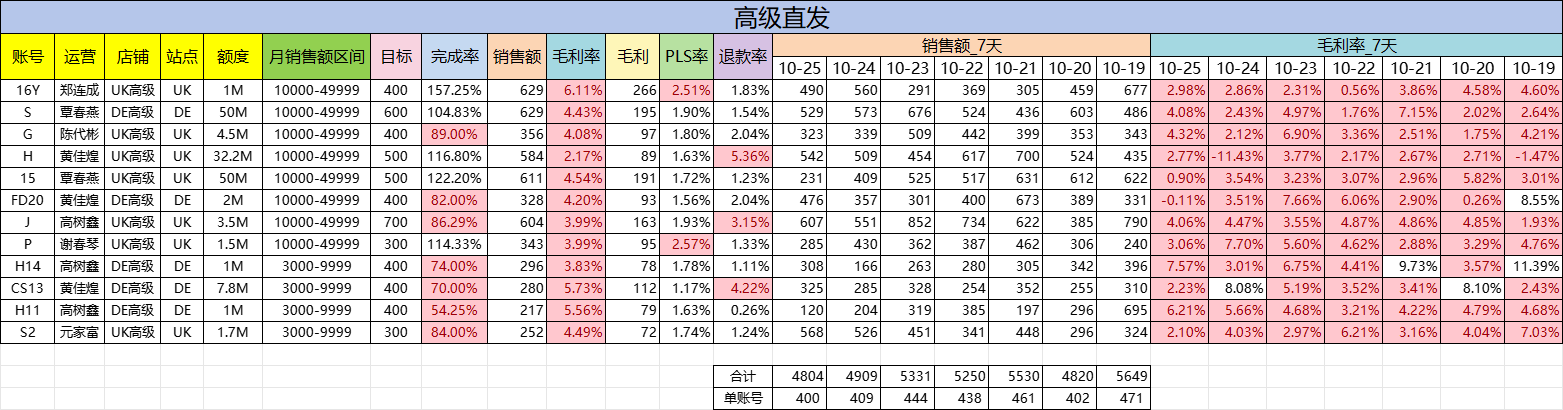 高级直发
账号 运营 店铺 站点 额度 月销售额区间 目标 完成率 销售额 毛利率 毛利 PLS率 退款率 销售额_7天 毛利率_7天
10-25 10-24 10-23 10-22 10-21 10-20 10-19 10-25 10-24 10-23 10-22 10-21 10-20 10-19
16Y 郑连成 UK高级 UK 1M 10000-49999 400 157.25% 629 6.11% 266 2.51% 1.83% 490 560 291 369 305 459 677 2.98% 2.86% 2.31% 0.56% 3.86% 4.58% 4.60%
S 覃春燕 DE高级 DE 50M 10000-49999 600 104.83% 629 4.43% 195 1.90% 1.54% 529 573 676 524 436 603 486 4.08% 2.43% 4.97% 1.76% 7.15% 2.02% 2.64%
G 陈代彬 UK高级 UK 4.5M 10000-49999 400 89.00% 356 4.08% 97 1.80% 2.04% 323 339 509 442 399 353 343 4.32% 2.12% 6.90% 3.36% 2.51% 1.75% 4.21%
H 黄佳煌 UK高级 UK 32.2M 10000-49999 500 116.80% 584 2.17% 89 1.63% 5.36% 542 509 454 617 700 524 435 2.77% -11.43% 3.77% 2.17% 2.67% 2.71% -1.47%
15 覃春燕 UK高级 UK 50M 10000-49999 500 122.20% 611 4.54% 191 1.72% 1.23% 231 409 525 517 631 612 622 0.90% 3.54% 3.23% 3.07% 2.96% 5.82% 3.01%
FD20 黄佳煌 DE高级 DE 2M 10000-49999 400 82.00% 328 4.20% 93 1.56% 2.04% 476 357 301 400 673 389 331 -0.11% 3.51% 7.66% 6.06% 2.90% 0.26% 8.55%
J 高树鑫 UK高级 UK 3.5M 10000-49999 700 86.29% 604 3.99% 163 1.93% 3.15% 607 551 852 734 622 385 790 4.06% 4.47% 3.55% 4.87% 4.86% 4.85% 1.93%
P 谢春琴 UK高级 UK 1.5M 10000-49999 300 114.33% 343 3.99% 95 2.57% 1.33% 285 430 362 387 462 306 240 3.06% 7.70% 5.60% 4.62% 2.88% 3.29% 4.76%
H14 高树鑫 DE高级 DE 1M 3000-9999 400 74.00% 296 3.83% 78 1.78% 1.11% 308 166 263 280 305 342 396 7.57% 3.01% 6.75% 4.41% 9.73% 3.57% 11.39%
CS13 黄佳煌 DE高级 DE 7.8M 3000-9999 400 70.00% 280 5.73% 112 1.17% 4.22% 325 285 328 254 352 255 310 2.23% 8.08% 5.19% 3.52% 3.41% 8.10% 2.43%
H11 高树鑫 DE高级 DE 1M 3000-9999 400 54.25% 217 5.56% 79 1.63% 0.26% 120 204 319 385 197 296 695 6.21% 5.66% 4.68% 3.21% 4.22% 4.79% 4.68%
S2 元家富 UK高级 UK 1.7M 3000-9999 300 84.00% 252 4.49% 72 1.74% 1.24% 568 526 451 341 448 296 324 2.10% 4.03% 2.97% 6.22% 3.16% 4.04% 7.03%
合计 4804 4909 5331 5250 5530 4820 5649
单账号 400 409 444 438 461 402 471